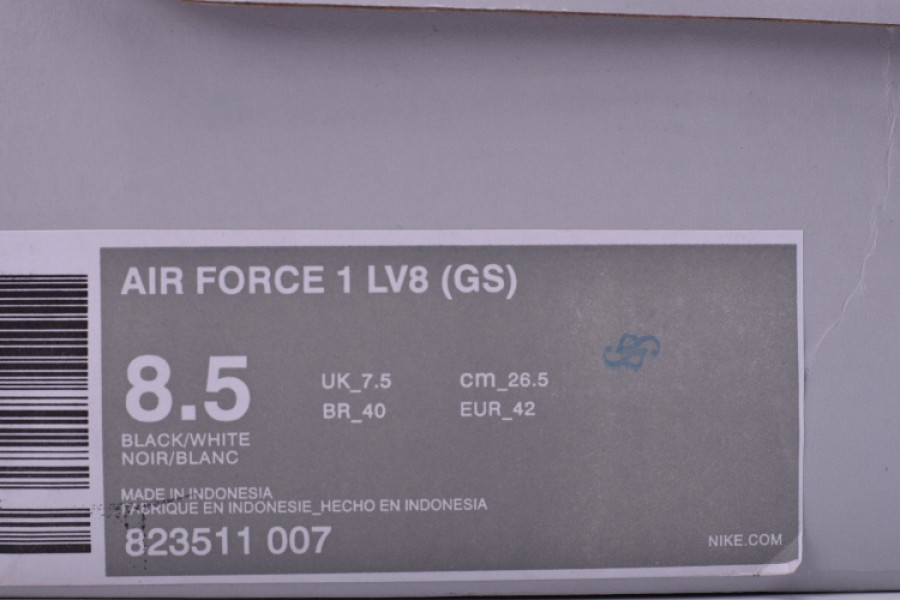 AIR FORCE 1 LV8 (GS)
8.5
UK_7.5 cm_26.5
BR_40 EUR_42
BLACK/WHITE
NOIR/BLANC
MADE IN INDONESIA
FABRIQUE EN INDONESIE_HECHO EN INDONESIA
823511 007
NIKE.COM